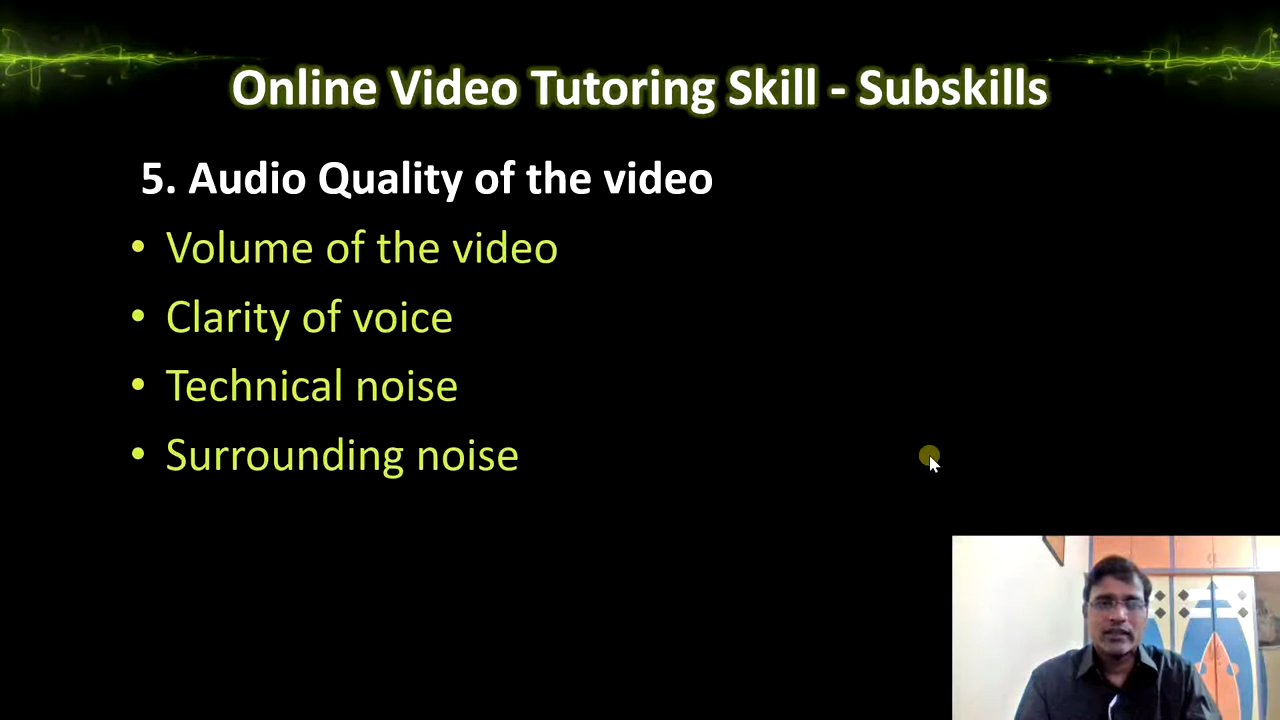 Online Video Tutoring Skill - Subskills
5. Audio Quality of the video
• Volume of the video
• Clarity of voice
• Technical noise
• Surrounding noise